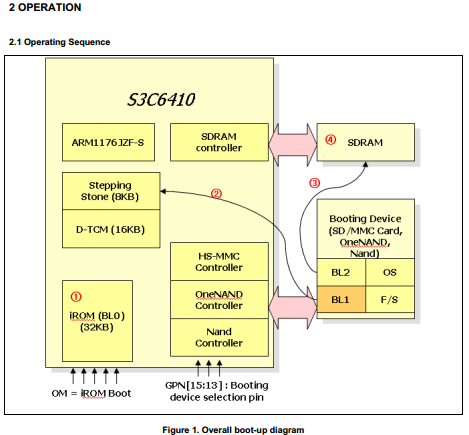 2 OPERATION
2.1 Operating Sequence
S3C6410
ARM1176JZF-S
SDRAM
controller
④
SDRAM
③
②
Stepping
Stone (8KB)
D-TCM (16KB)
Booting Device
(SD/MMC Card,
OneNAND,
Nand)
HS-MMC
Controller
BL2
OS
①
iROM (BL0)
(32KB)
OneNAND
Controller
BL1
F/S
Nand
Controller
OM = iROM Boot
GPN[15:13] : Booting
device selection pin
Figure 1. Overall boot-up diagram